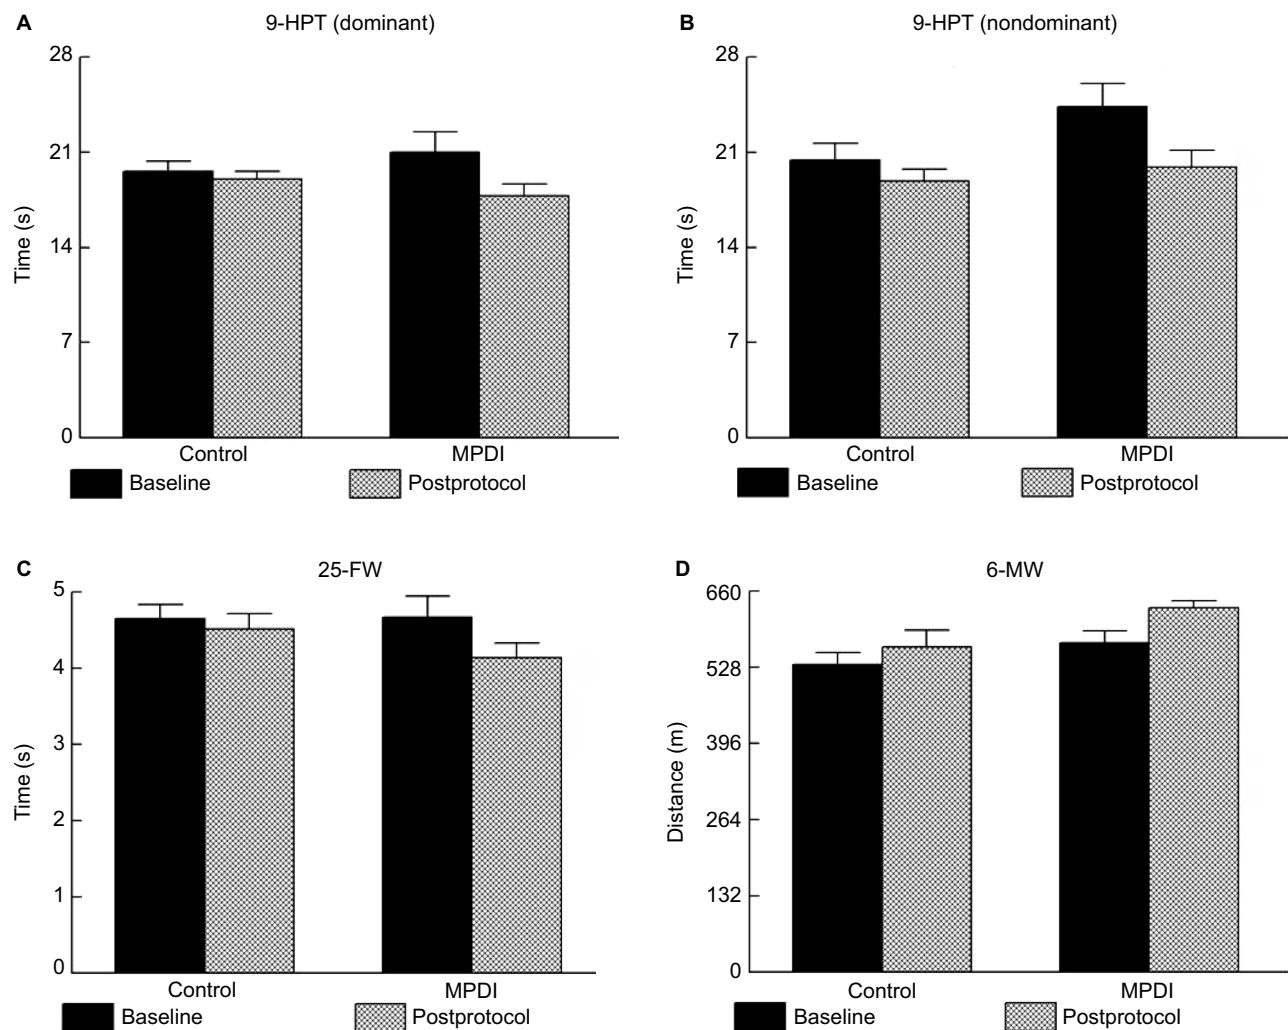 A 9-HPT (dominant)
28
21
14
7
0
Time (s)
Control MPDI
Baseline Postprotocol
B 9-HPT (nondominant)
28
21
14
7
0
Time (s)
Control MPDI
Baseline Postprotocol
C 25-FW
5
4
3
2
1
0
Time (s)
Control MPDI
Baseline Postprotocol
D 6-MW
660
528
396
264
132
0
Distance (m)
Control MPDI
Baseline Postprotocol